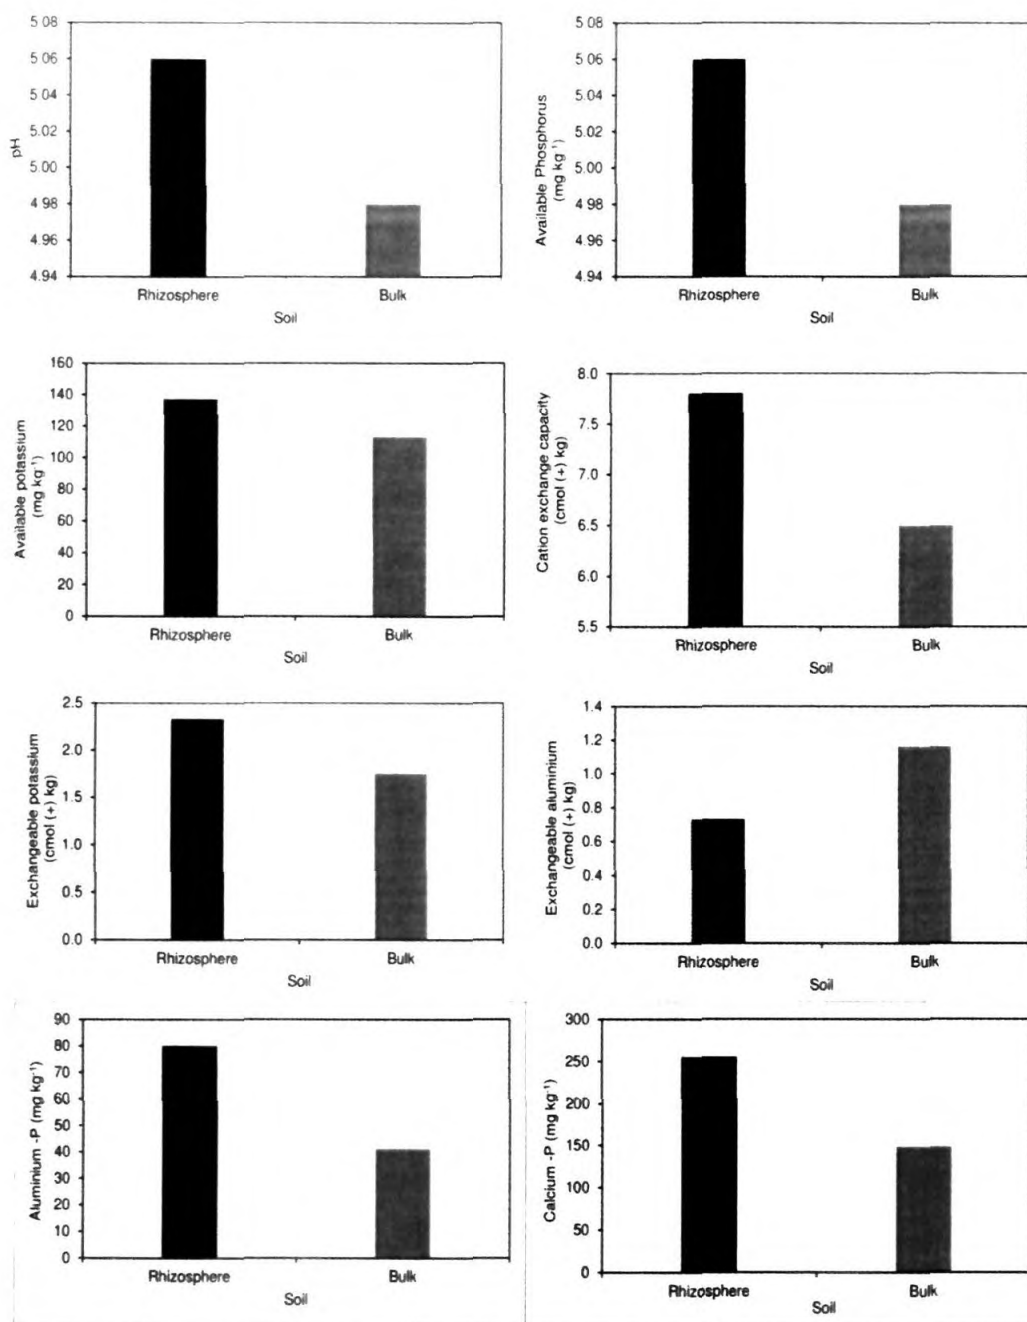 pH
5.08
5.06
5.04
5.02
5.00
4.98
4.96
4.94
Rhizosphere Bulk
Soil
Available Phosphorus
(mg kg⁻¹)
5.08
5.06
5.04
5.02
5.00
4.98
4.96
4.94
Rhizosphere Bulk
Soil
Available potassium
(mg kg⁻¹)
160
140
120
100
80
60
40
20
0
Rhizosphere Bulk
Soil
Cation exchange capacity
(cmol (+) kg)
8.0
7.5
7.0
6.5
6.0
5.5
Rhizosphere Bulk
Soil
Exchangeable potassium
(cmol (+) kg)
2.5
2.0
1.5
1.0
0.5
0.0
Rhizosphere Bulk
Soil
Exchangeable aluminium
(cmol (+) kg)
1.4
1.2
1.0
0.8
0.6
0.4
0.2
0.0
Rhizosphere Bulk
Soil
Aluminium -P (mg kg⁻¹)
90
80
70
60
50
40
30
20
10
0
Rhizosphere Bulk
Soil
Calcium -P (mg kg⁻¹)
300
250
200
150
100
50
0
Rhizosphere Bulk
Soil